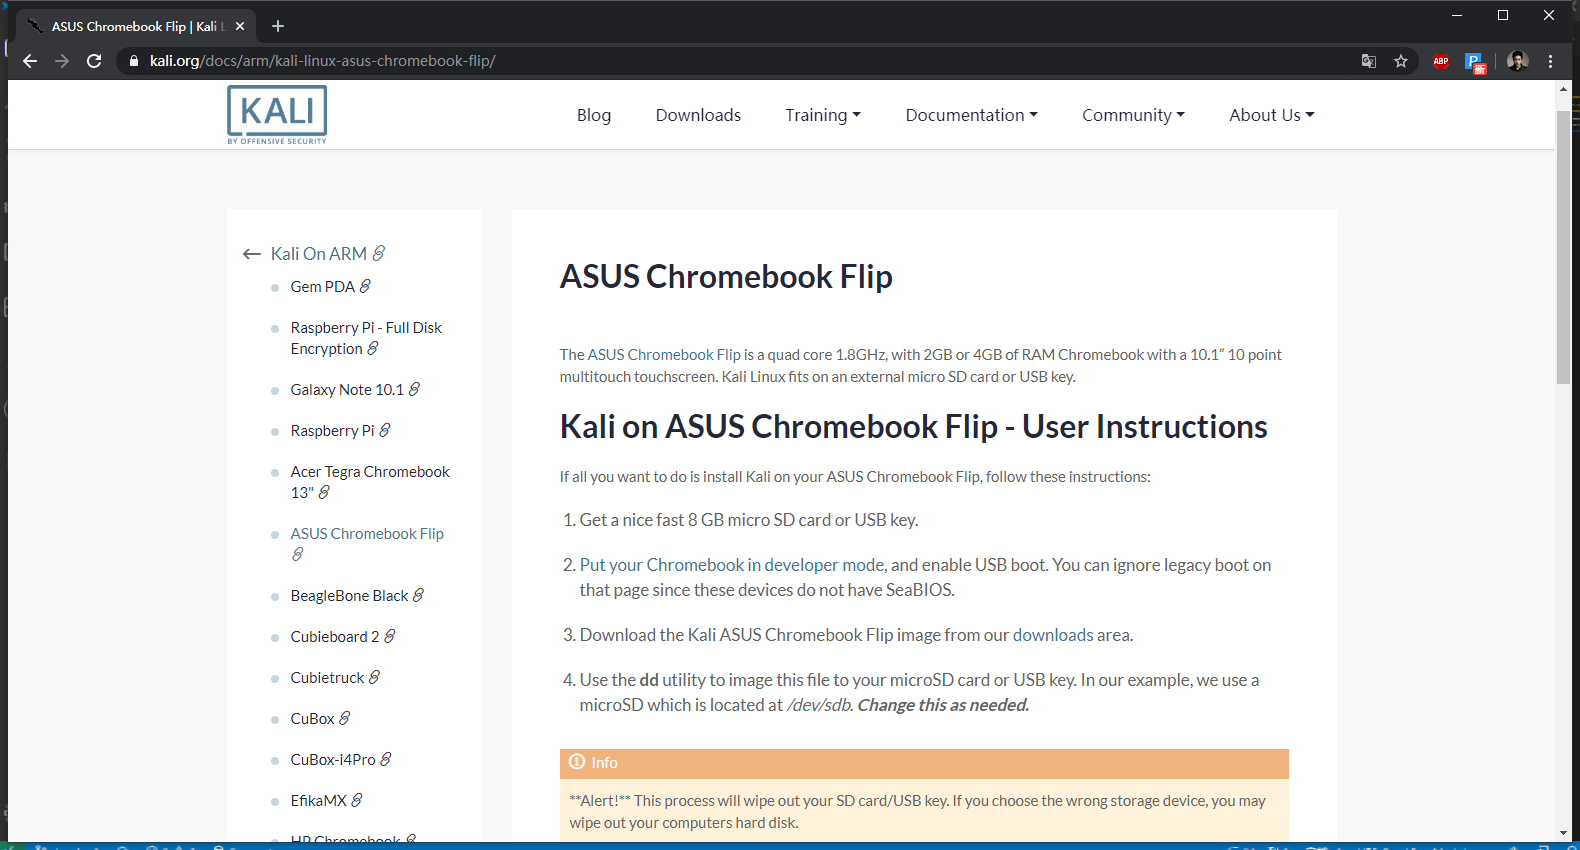 ASUS Chromebook Flip | Kali L
kali.org/docs/arm/kali-linux-asus-chromebook-flip/
ABP
P
新
KALI
BY OFFENSIVE SECURITY
Blog
Downloads
Training
Documentation
Community
About Us
Kali On ARM
Gem PDA
Raspberry Pi - Full Disk
Encryption
Galaxy Note 10.1
Raspberry Pi
Acer Tegra Chromebook
13"
ASUS Chromebook Flip
BeagleBone Black
Cubieboard 2
Cubietruck
CuBox
CuBox-i4Pro
EfikaMX
HP Chromebook
ASUS Chromebook Flip
The ASUS Chromebook Flip is a quad core 1.8GHz, with 2GB or 4GB of RAM Chromebook with a 10.1” 10 point
multitouch touchscreen. Kali Linux fits on an external micro SD card or USB key.
Kali on ASUS Chromebook Flip - User Instructions
If all you want to do is install Kali on your ASUS Chromebook Flip, follow these instructions:
1. Get a nice fast 8 GB micro SD card or USB key.
2. Put your Chromebook in developer mode, and enable USB boot. You can ignore legacy boot on
that page since these devices do not have SeaBIOS.
3. Download the Kali ASUS Chromebook Flip image from our downloads area.
4. Use the dd utility to image this file to your microSD card or USB key. In our example, we use a
microSD which is located at /dev/sdb. Change this as needed.
Info
**Alert!** This process will wipe out your SD card/USB key. If you choose the wrong storage device, you may
wipe out your computers hard disk.